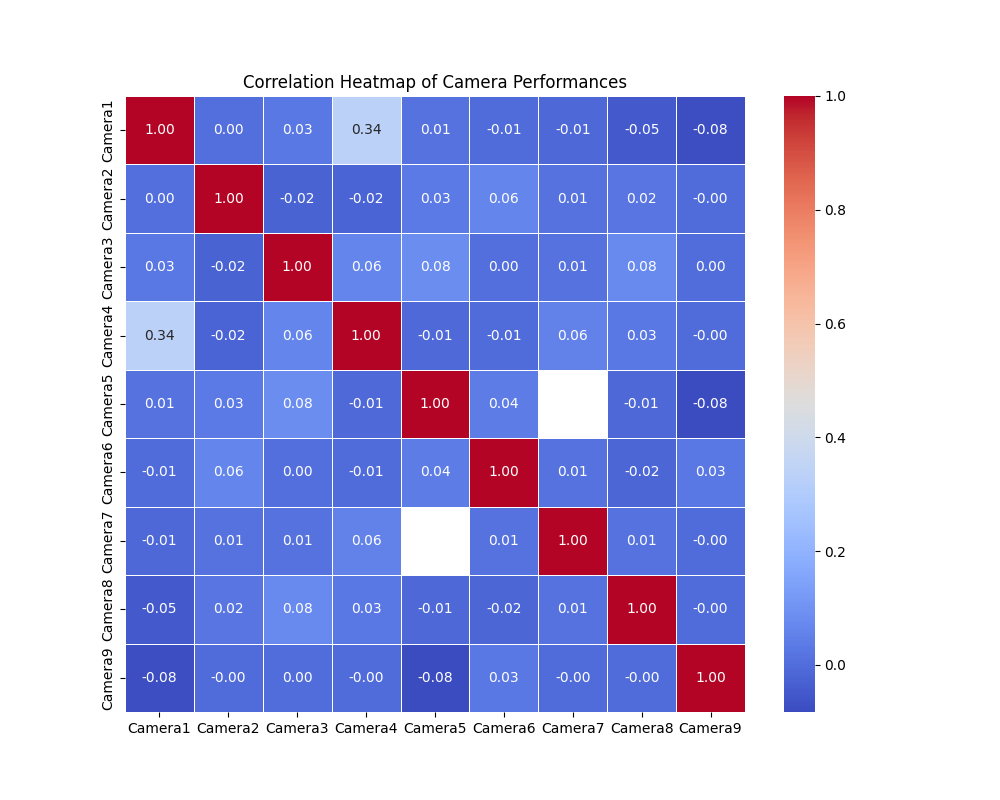 Correlation Heatmap of Camera Performances
Camera1 1.00 0.00 0.03 0.34 0.01 -0.01 -0.01 -0.05 -0.08
Camera2 0.00 1.00 -0.02 -0.02 0.03 0.06 0.01 0.02 -0.00
Camera3 0.03 -0.02 1.00 0.06 0.08 0.00 0.01 0.08 0.00
Camera4 0.34 -0.02 0.06 1.00 -0.01 -0.01 0.06 0.03 -0.00
Camera5 0.01 0.03 0.08 -0.01 1.00 0.04 -0.01 -0.08
Camera6 -0.01 0.06 0.00 -0.01 0.04 1.00 0.01 -0.02 0.03
Camera7 -0.01 0.01 0.01 0.06 0.01 1.00 0.01 -0.00
Camera8 -0.05 0.02 0.08 0.03 -0.01 -0.02 0.01 1.00 -0.00
Camera9 -0.08 -0.00 0.00 -0.00 -0.08 0.03 -0.00 -0.00 1.00
Camera1 Camera2 Camera3 Camera4 Camera5 Camera6 Camera7 Camera8 Camera9
1.0
0.8
0.6
0.4
0.2
0.0